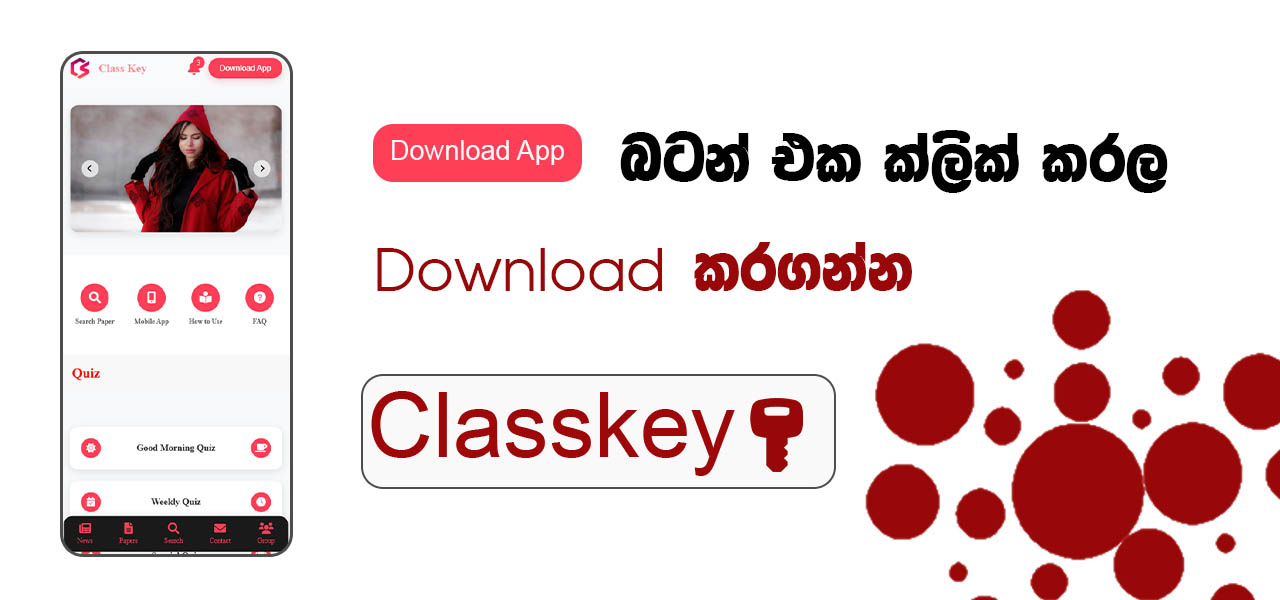 Class Key
3
Download App
Search Paper
Mobile App
How to Use
FAQ
Quiz
Good Morning Quiz
Weekly Quiz
News
Papers
Search
Contact
Group
Download App බටන් එක ක්ලික් කරල
Download කරගන්න
Classkey